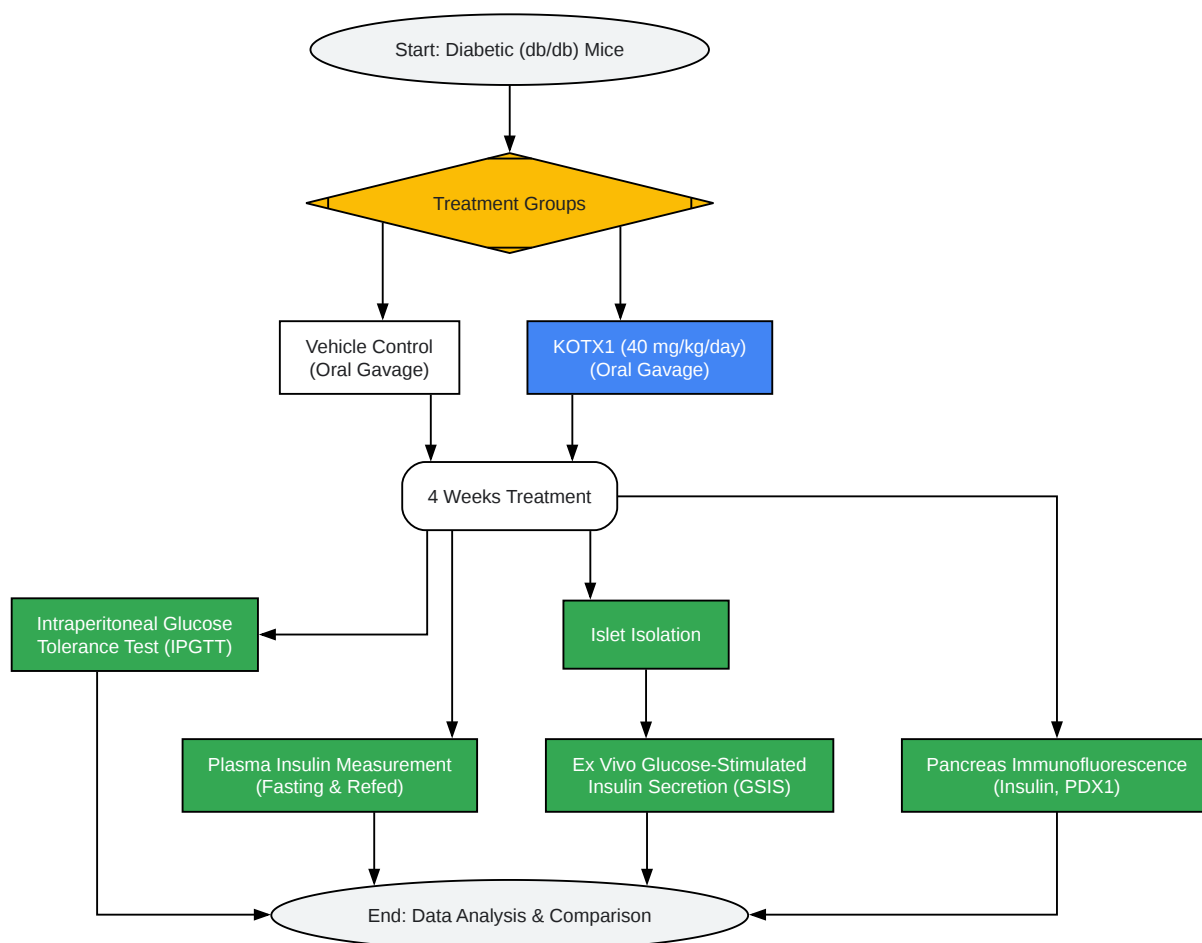 Start: Diabetic (db/db) Mice
Treatment Groups
Vehicle Control
(Oral Gavage)
KOTX1 (40 mg/kg/day)
(Oral Gavage)
4 Weeks Treatment
Intraperitoneal Glucose
Tolerance Test (IPGTT)
Islet Isolation
Plasma Insulin Measurement
(Fasting & Refed)
Ex Vivo Glucose-Stimulated
Insulin Secretion (GSIS)
Pancreas Immunofluorescence
(Insulin, PDX1)
End: Data Analysis & Comparison